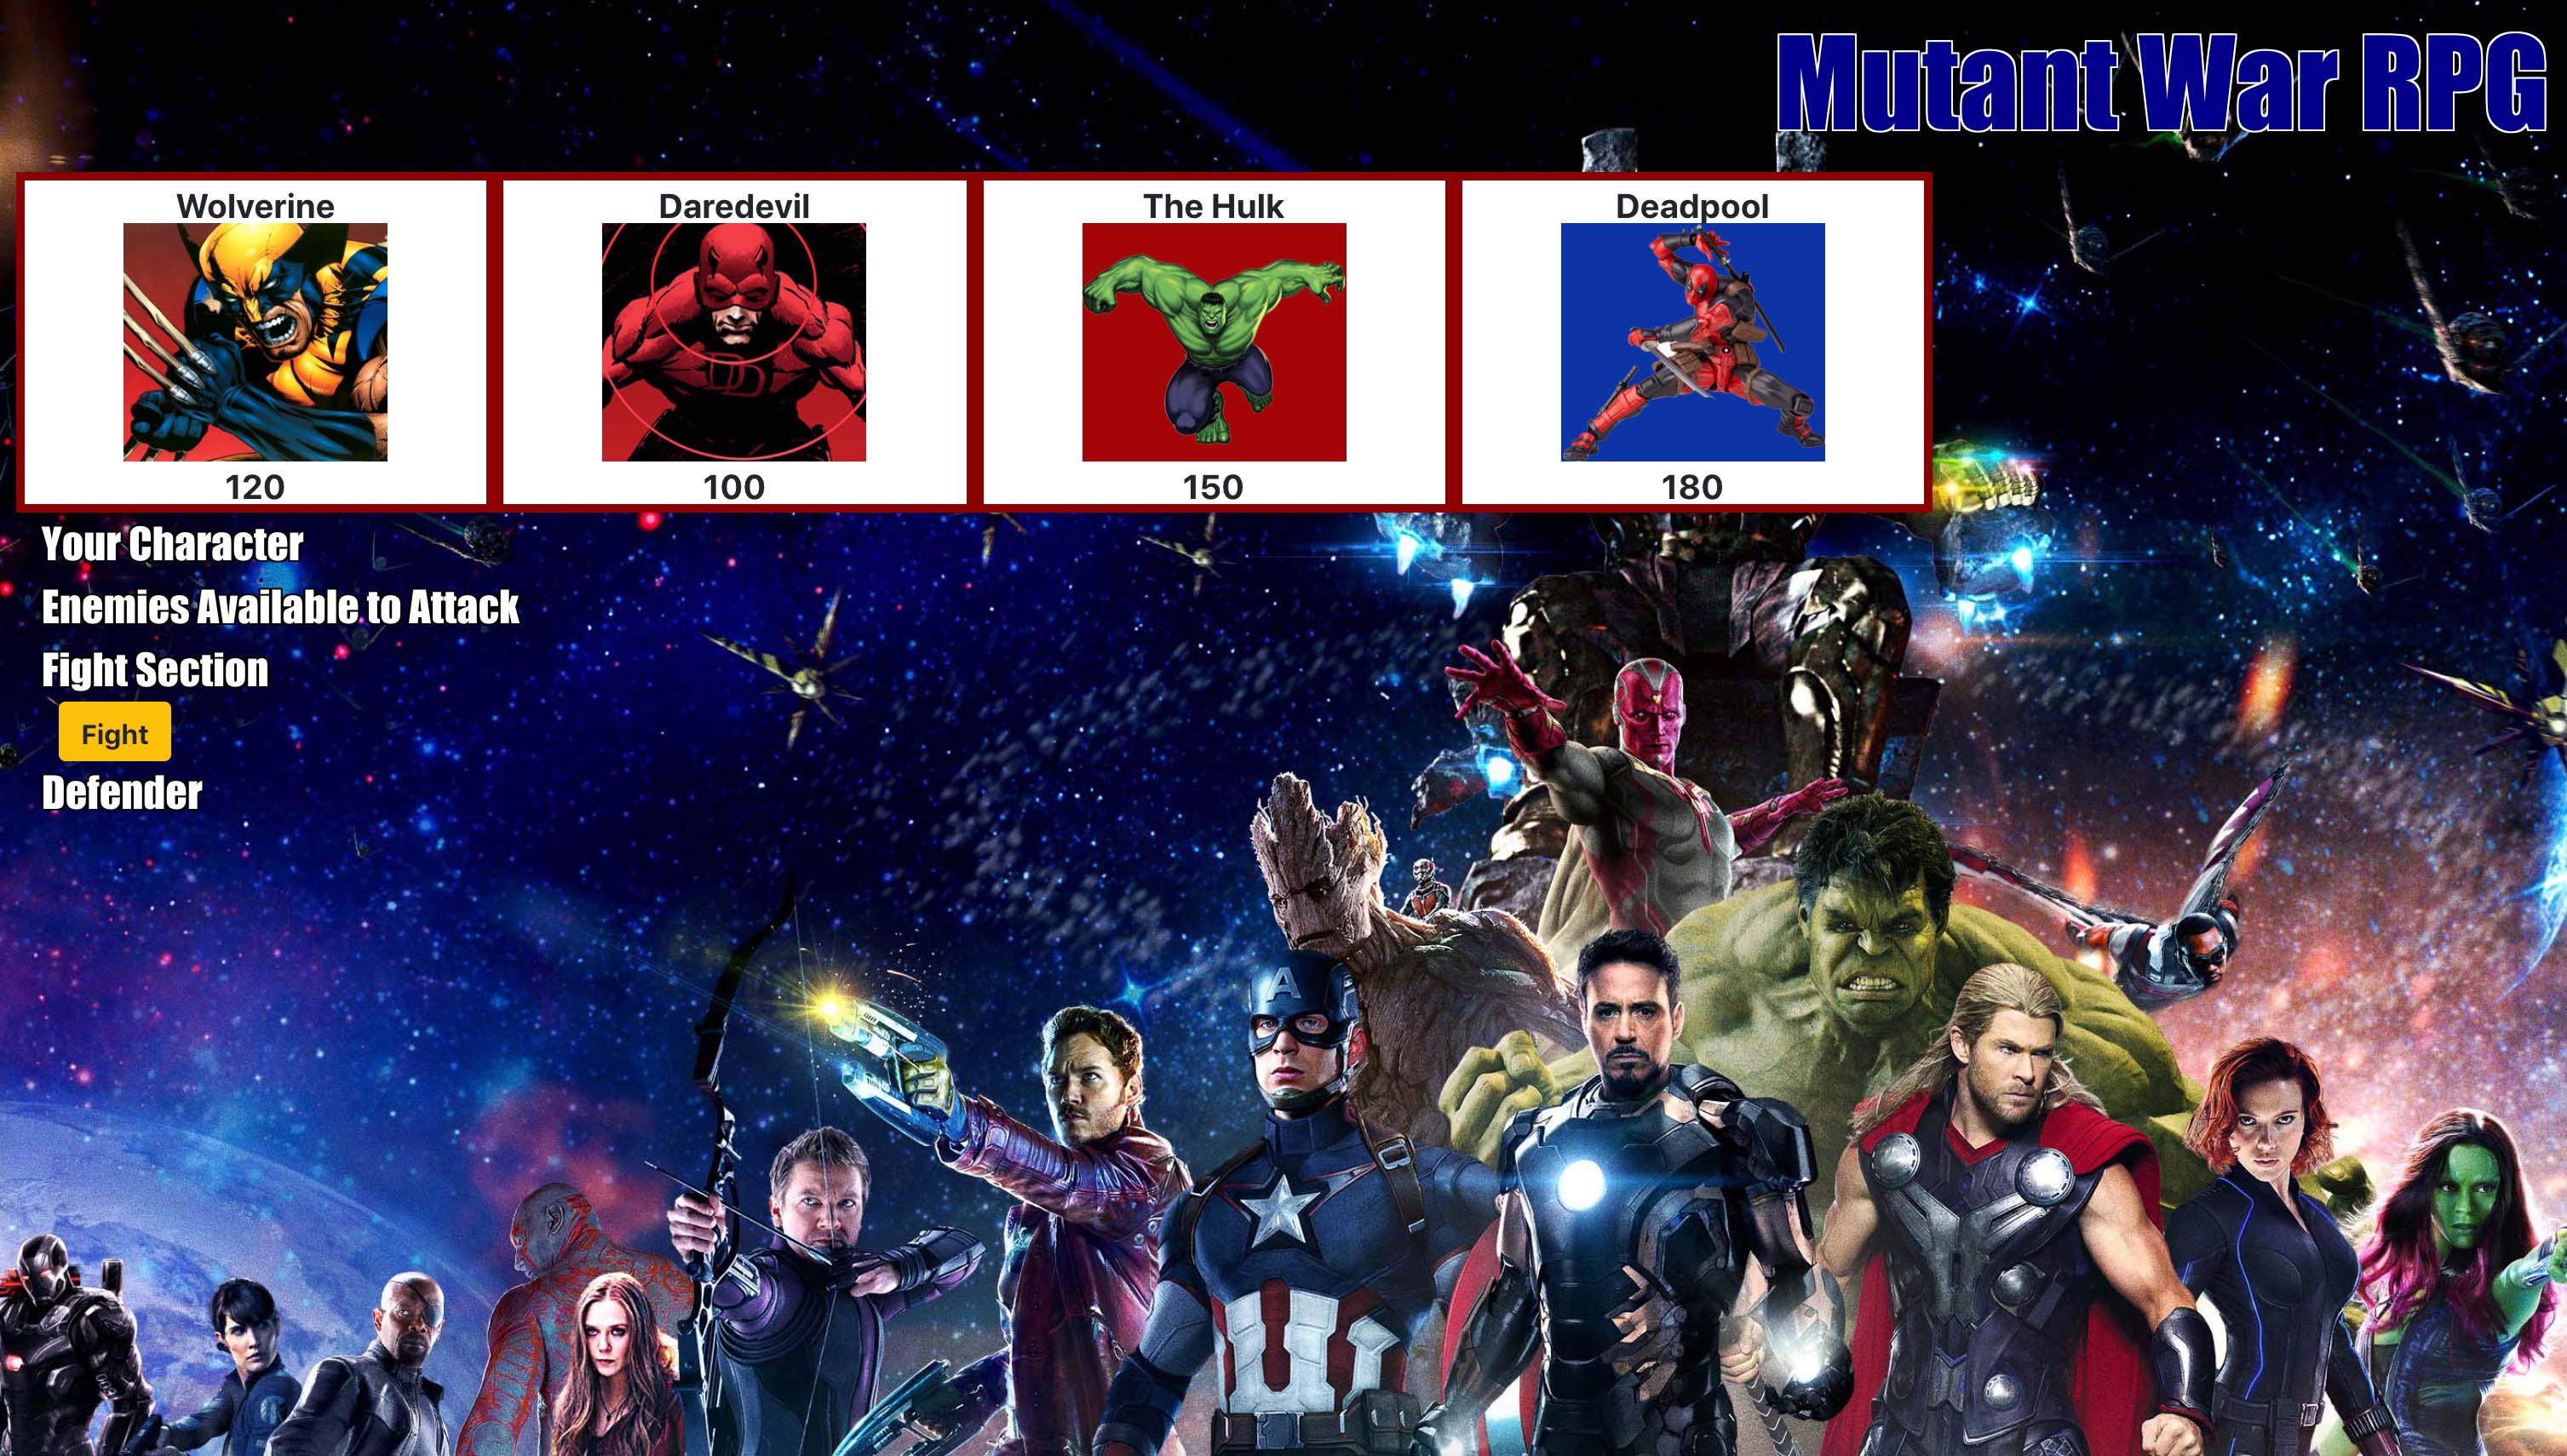 Mutant War RPG
Wolverine
120
Daredevil
100
The Hulk
150
Deadpool
180
Your Character
Enemies Available to Attack
Fight Section
Fight
Defender